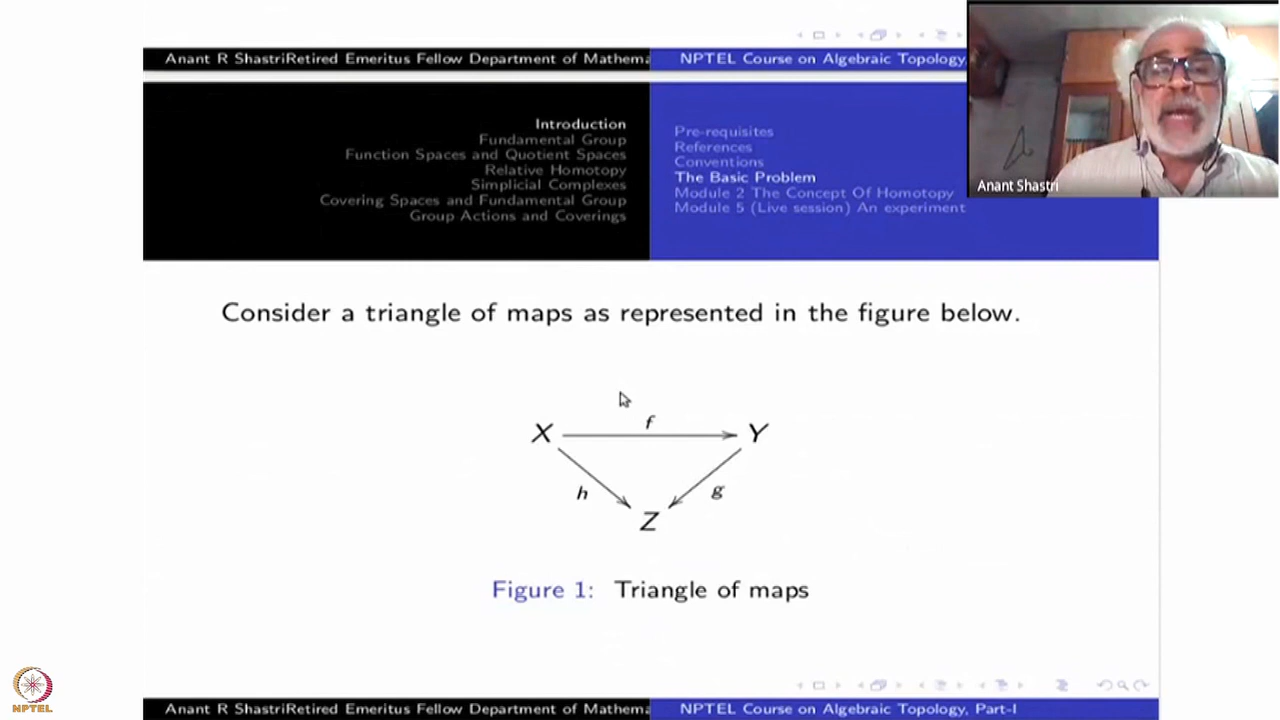 Anant R ShastriRetired Emeritus Fellow Department of Mathema
NPTEL Course on Algebraic Topology,
Introduction
Fundamental Group
Function Spaces and Quotient Spaces
Relative Homotopy
Simplicial Complexes
Covering Spaces and Fundamental Group
Group Actions and Coverings
Pre-requisites
References
Conventions
The Basic Problem
Module 2 The Concept Of Homotopy
Module 5 (Live session) An experiment
Anant Shastri
Consider a triangle of maps as represented in the figure below.
X f Y
h g
Z
Figure 1: Triangle of maps
NPTEL
Anant R ShastriRetired Emeritus Fellow Department of Mathema
NPTEL Course on Algebraic Topology, Part-I